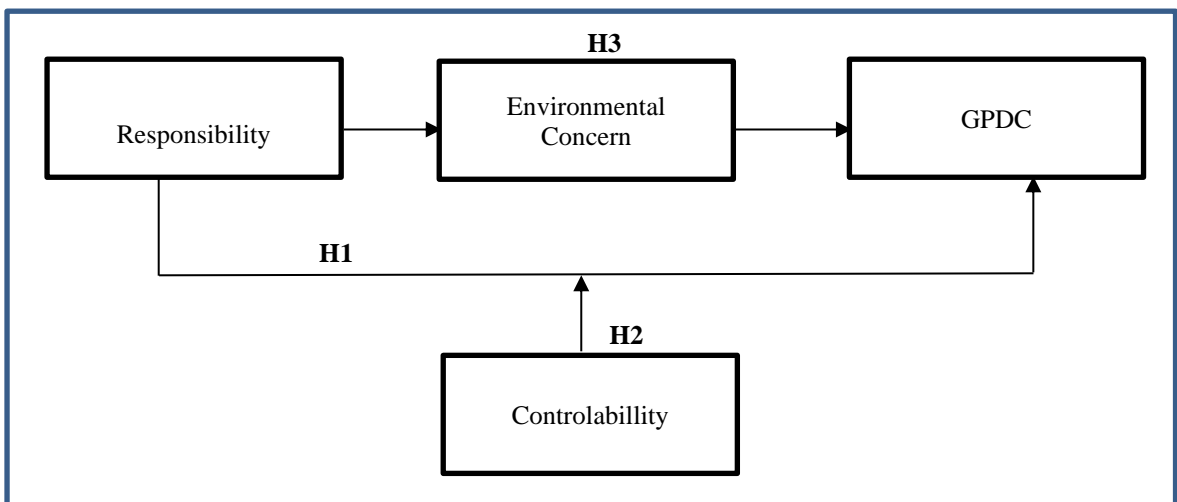 H3
Responsibility
Environmental
Concern
GPDC
H1
H2
Controlabillity